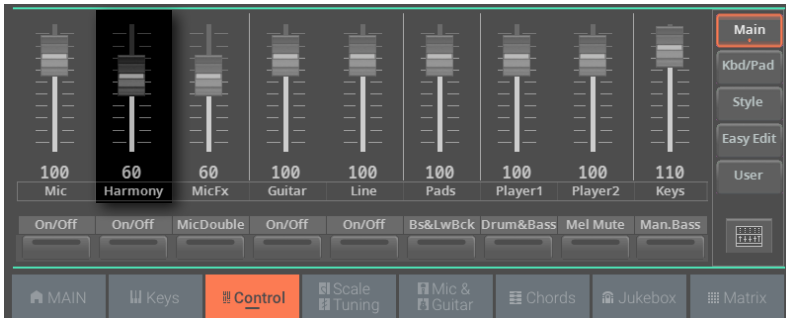 Main
Kbd/Pad
Style
Easy Edit
User
100 60 60 100 100 100 100 100 110
Mic Harmony MicFx Guitar Line Pads Player1 Player2 Keys
On/Off On/Off MicDouble On/Off On/Off Bs&LwBck Drum&Bass Mel Mute Man.Bass
MAIN Keys Control Scale Tuning Mic & Guitar Chords Jukebox Matrix